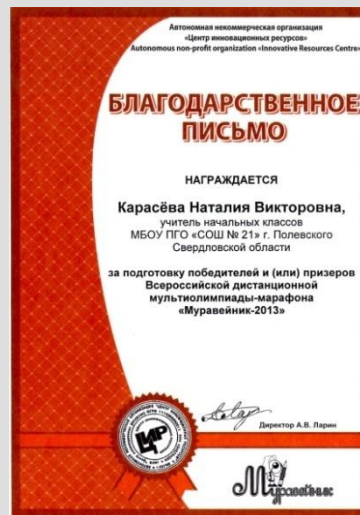 Автономная некоммерческая организация
«Центр инновационных ресурсов»
Autonomous non-profit organization «Innovative Resources Centre»
БЛАГОДАРСТВЕННОЕ
ПИСЬМО
НАГРАЖДАЕТСЯ
Карасёва Наталия Викторовна,
учитель начальных классов
МБОУ ПГО «СОШ № 21» г. Полевского
Свердловской области
за подготовку победителей и (или) призеров
Всероссийской дистанционной
мультиолимпиады-марафона
«Муравейник-2013»
Директор А.В. Ларин
ЦИР
Муравейник